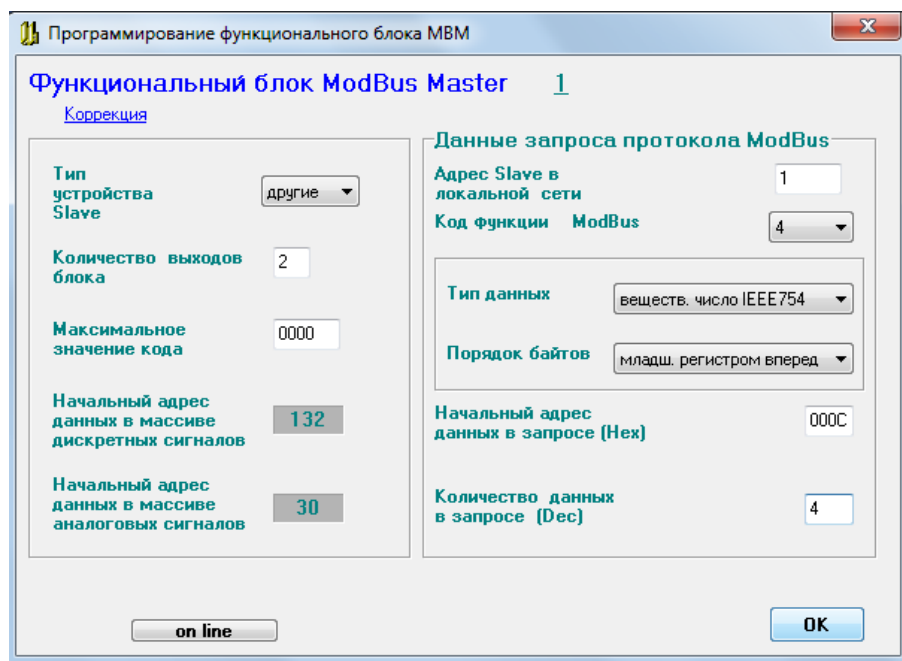 Программирование функционального блока МВМ
Функциональный блок ModBus Master 1
Коррекция
Тип
устройства
Slave
другие
Количество выходов
блока
2
Максимальное
значение кода
0000
Начальный адрес
данных в массиве
дискретных сигналов
132
Начальный адрес
данных в массиве
аналоговых сигналов
30
on line
Данные запроса протокола ModBus
Адрес Slave в
локальной сети
1
Код функции ModBus
4
Тип данных
веществ. число IEEE754
Порядок байтов
младш. регистром вперед
Начальный адрес
данных в запросе (Hex)
000C
Количество данных
в запросе (Dec)
4
OK